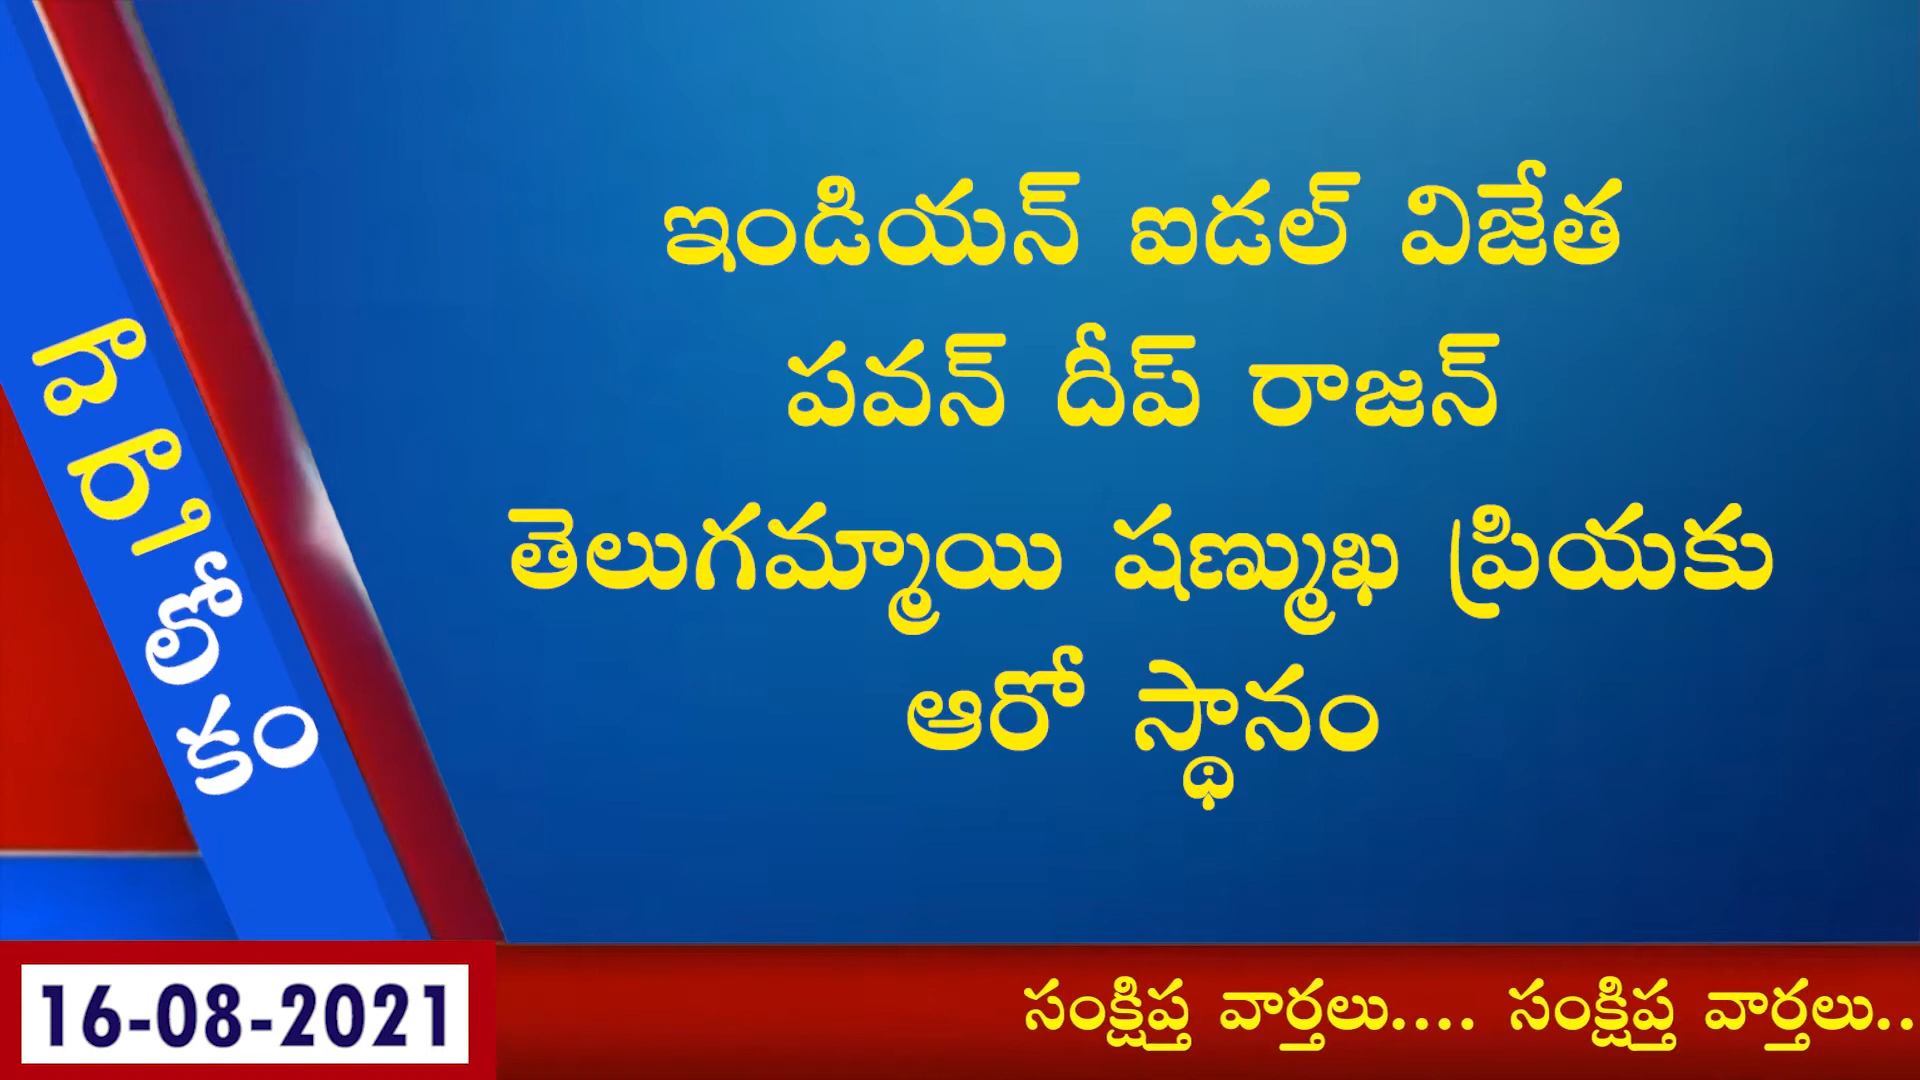 ఇండియన్ ఐడల్ విజేత
పవన్ దీప్ రాజన్
తెలుగమ్మాయి షణ్ముఖ ప్రియకు
ఆరో స్థానం
వార్తాలోకం
16-08-2021
సంక్షిప్త వార్తలు.... సంక్షిప్త వార్తలు..